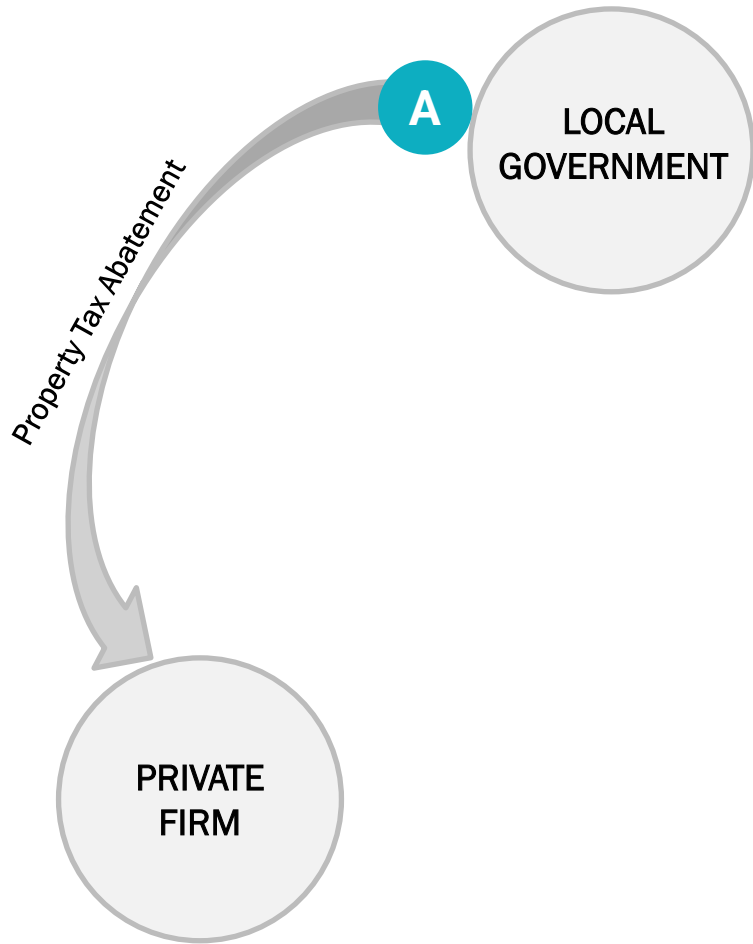 A
LOCAL
GOVERNMENT
Property Tax Abatement
PRIVATE
FIRM